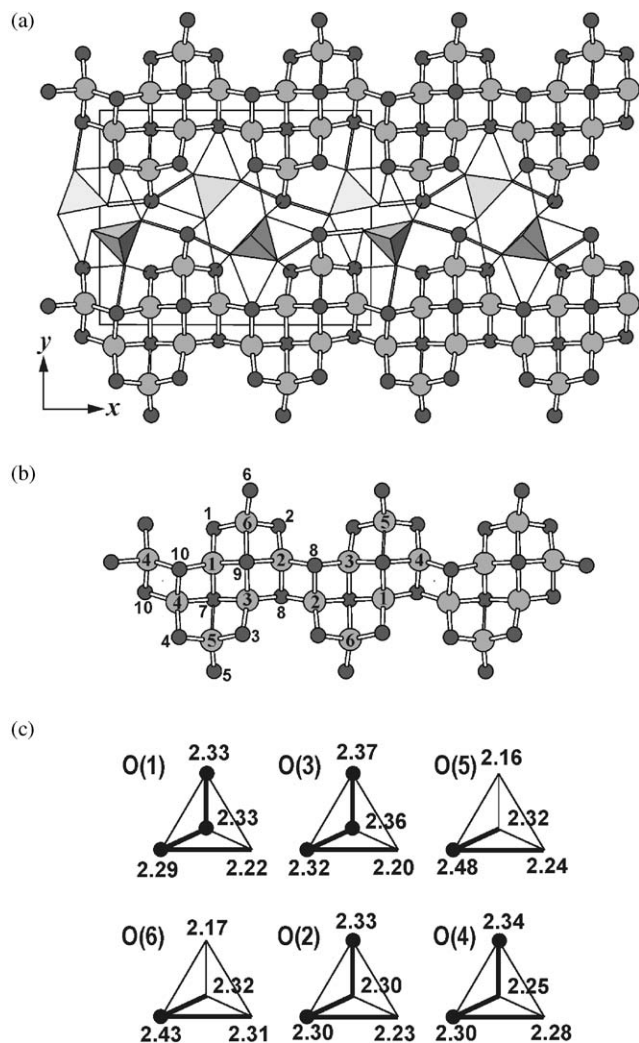 (a)
y
x
(b)
6
1 6 2 5
4 10 1 2 8 3 4
9
10 4 7 3 8 2 1
4 5 3 6
5
(c)
O(1) 2.33 O(3) 2.37 O(5) 2.16
2.33 2.36 2.32
2.29 2.22 2.32 2.20 2.48 2.24
O(6) 2.17 O(2) 2.33 O(4) 2.34
2.32 2.30 2.25
2.43 2.31 2.30 2.23 2.30 2.28